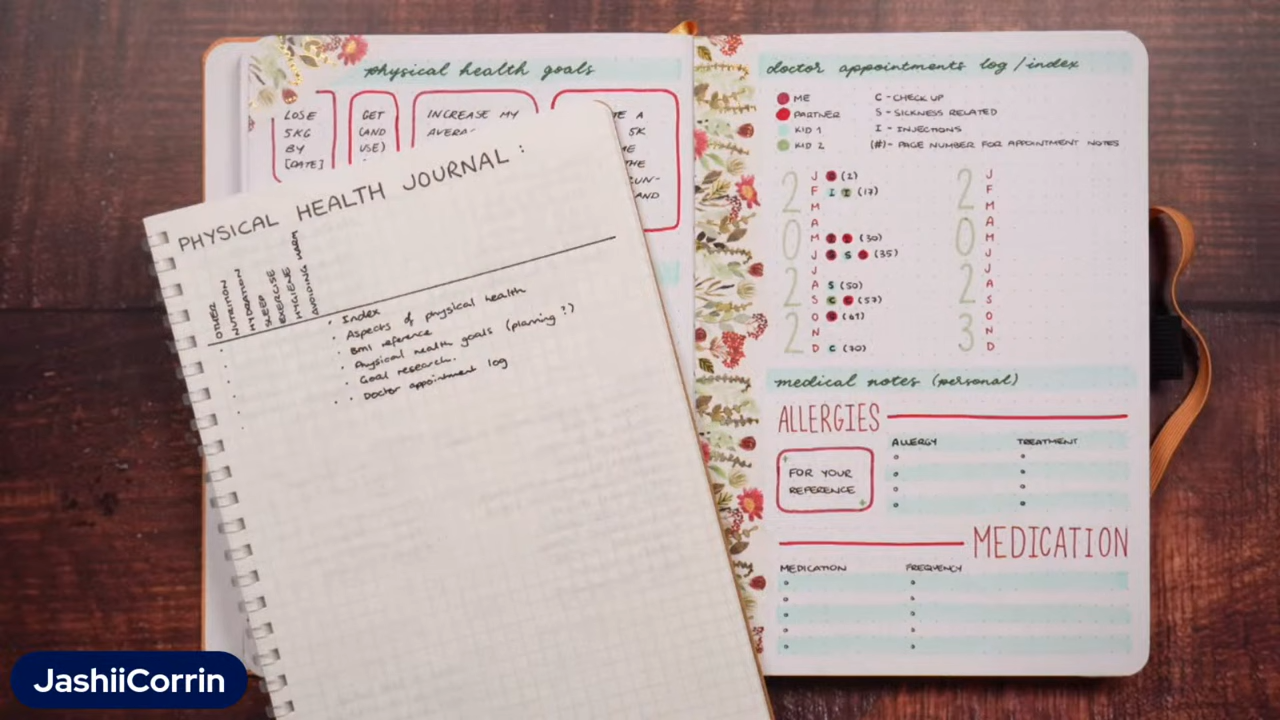 physical health goals
LOSE
5KG
BY
[DATE]
GET
(AND
USE)
INCREASE MY
AVERA-
A
5K
THE
AND
doctor appointments log / index
ME
PARTNER
KID 1
KID 2
C - CHECK UP
S - SICKNESS RELATED
I - INJECTIONS
(#) - PAGE NUMBER FOR APPOINTMENT NOTES
2022
J (2)
F I I (17)
M
A
M (30)
J S (35)
J
A S (50)
S C (57)
O (61)
N
D C (70)
2023
J
F
M
A
M
J
J
A
S
O
N
D
medical notes (personal)
ALLERGIES
FOR YOUR
REFERENCE
ALLERGY TREATMENT
MEDICATION
MEDICATION FREQUENCY
PHYSICAL HEALTH JOURNAL:
OTHER
NUTRITION
HYDRATION
SLEEP
EXERCISE
HYGIENE
AVOIDING HARM
· Index
· Aspects of physical health
· BMI reference
· Physical health goals (planning?)
· Goal research.
· Doctor appointment log
JashiiCorrin